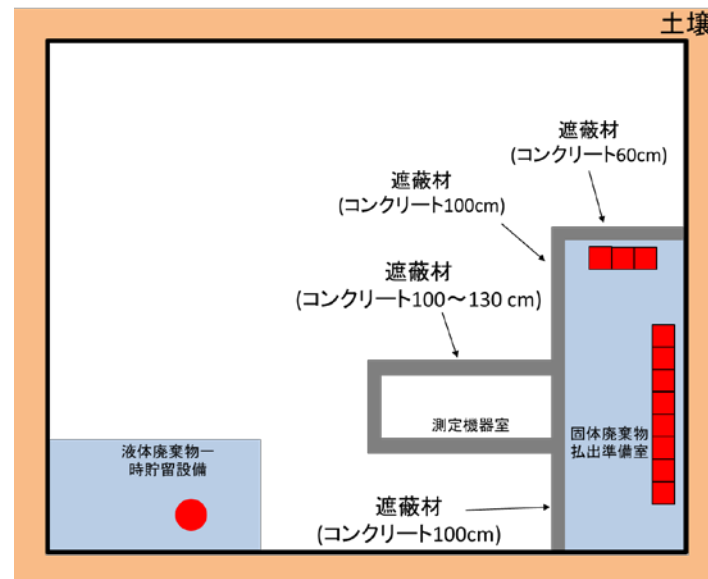 土壌
遮蔽材
(コンクリート60cm)
遮蔽材
(コンクリート100cm)
遮蔽材
(コンクリート100～130 cm)
測定機器室
固体廃棄物
払出準備室
液体廃棄物一
時貯留設備
遮蔽材
(コンクリート100cm)